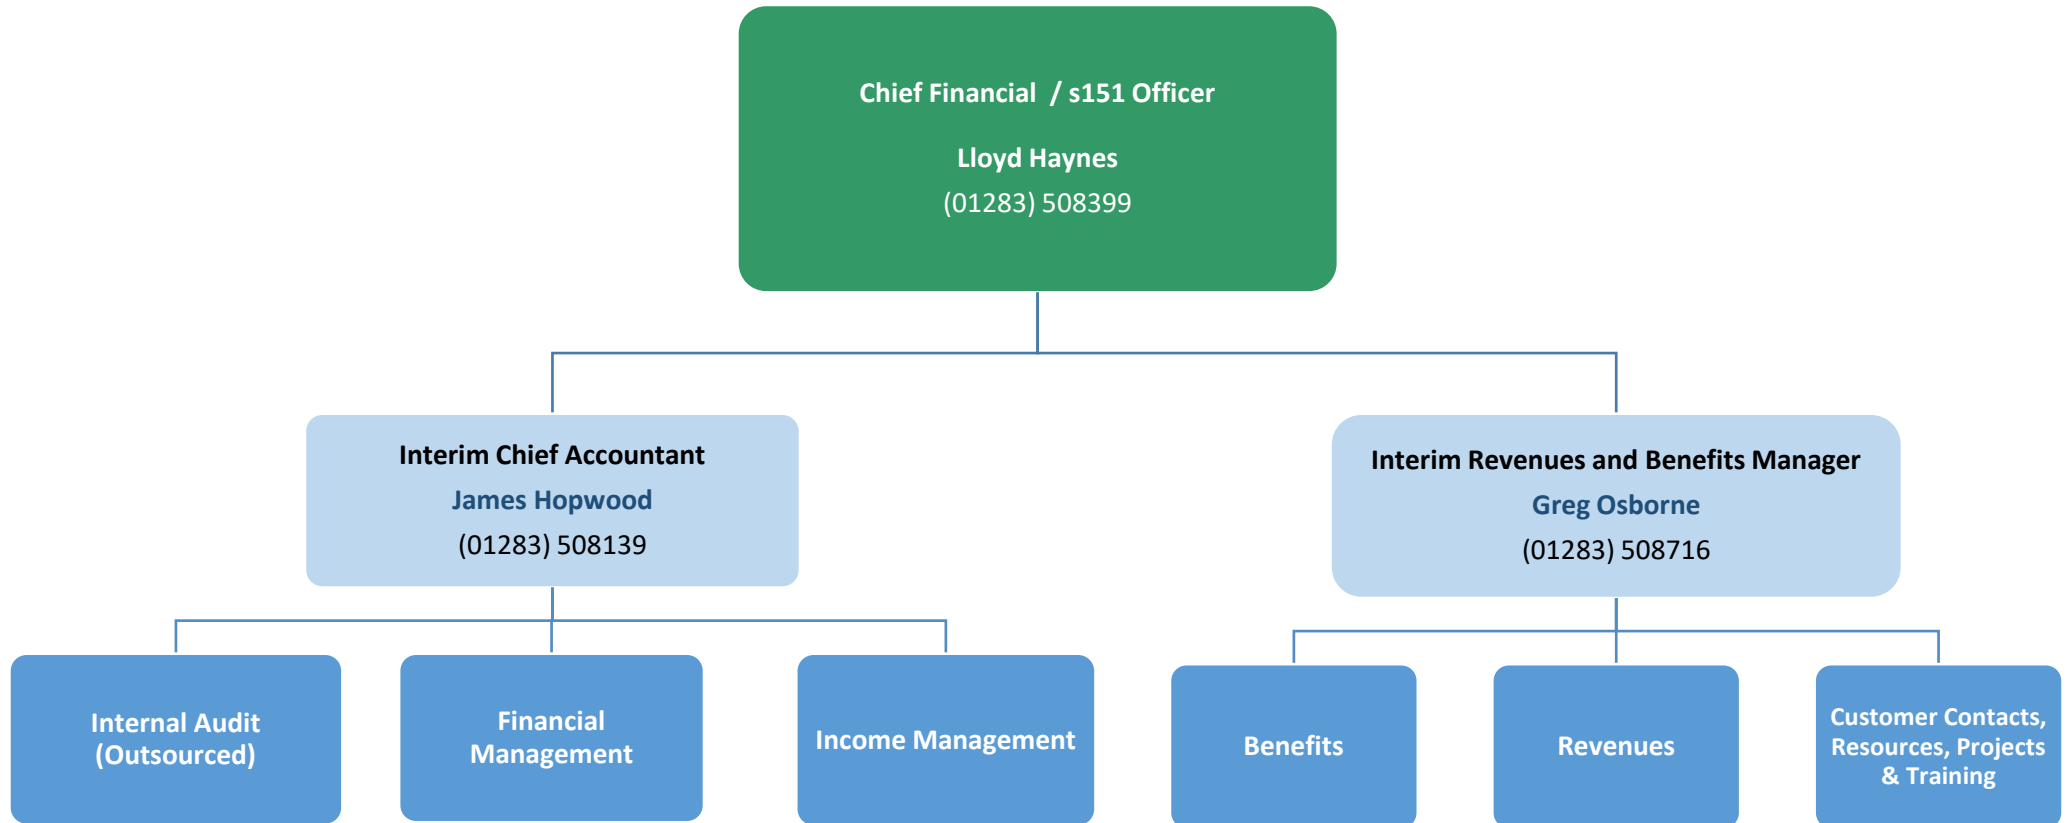 Chief Financial / s151 Officer
Lloyd Haynes
(01283) 508399
Interim Chief Accountant
James Hopwood
(01283) 508139
Interim Revenues and Benefits Manager
Greg Osborne
(01283) 508716
Internal Audit
(Outsourced)
Financial
Management
Income Management
Benefits
Revenues
Customer Contacts,
Resources, Projects
& Training